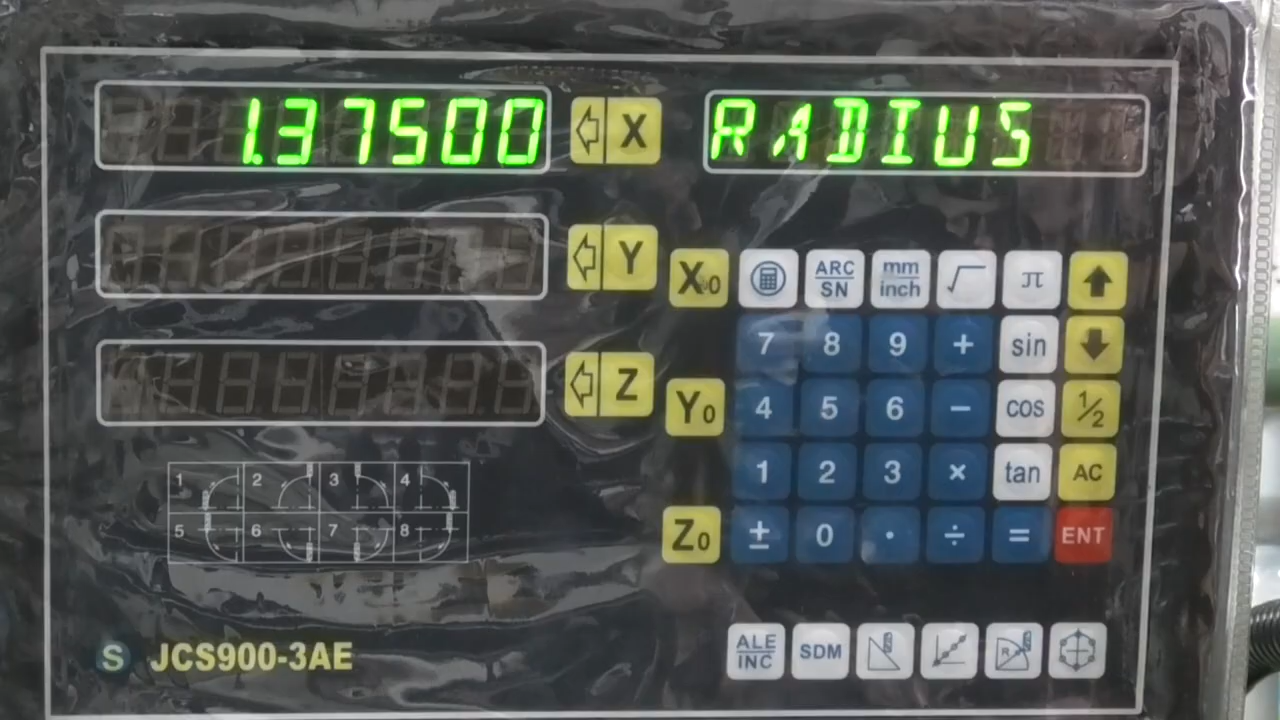 1.37500 X RADIUS
Y X0 ARC/SN mm/inch √ π
7 8 9 + sin
Z Y0 4 5 6 − cos 1/2
1 2 3 × tan AC
1 2 3 4
5 6 7 8
Z0 ± 0 · ÷ = ENT
S JCS900-3AE
ALE/INC SDM R